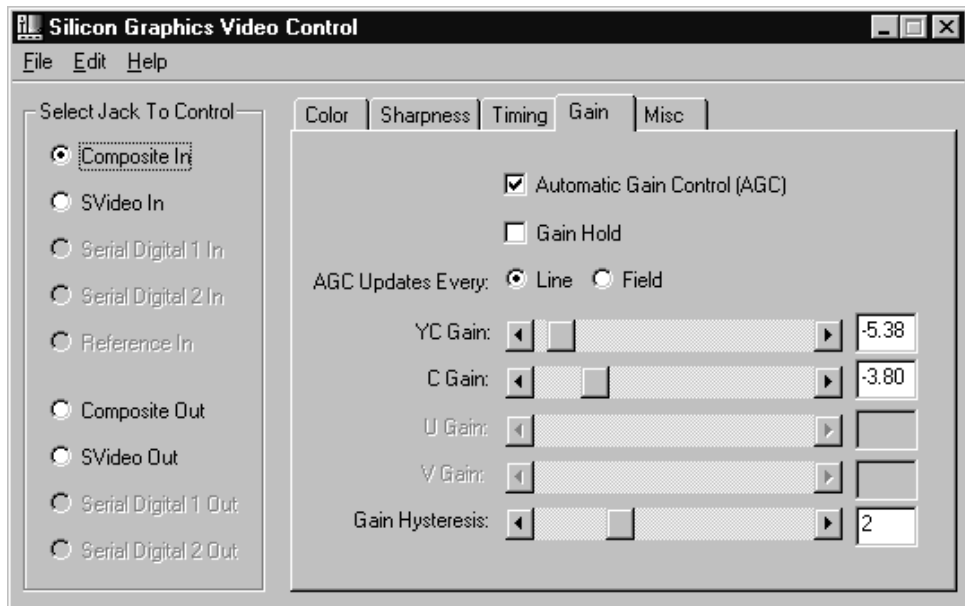 Silicon Graphics Video Control
File Edit Help
Select Jack To Control
Composite In
SVideo In
Serial Digital 1 In
Serial Digital 2 In
Reference In
Composite Out
SVideo Out
Serial Digital 1 Out
Serial Digital 2 Out
Color Sharpness Timing Gain Misc
Automatic Gain Control (AGC)
Gain Hold
AGC Updates Every: Line Field
YC Gain: -5.38
C Gain: -3.80
U Gain:
V Gain:
Gain Hysteresis: 2